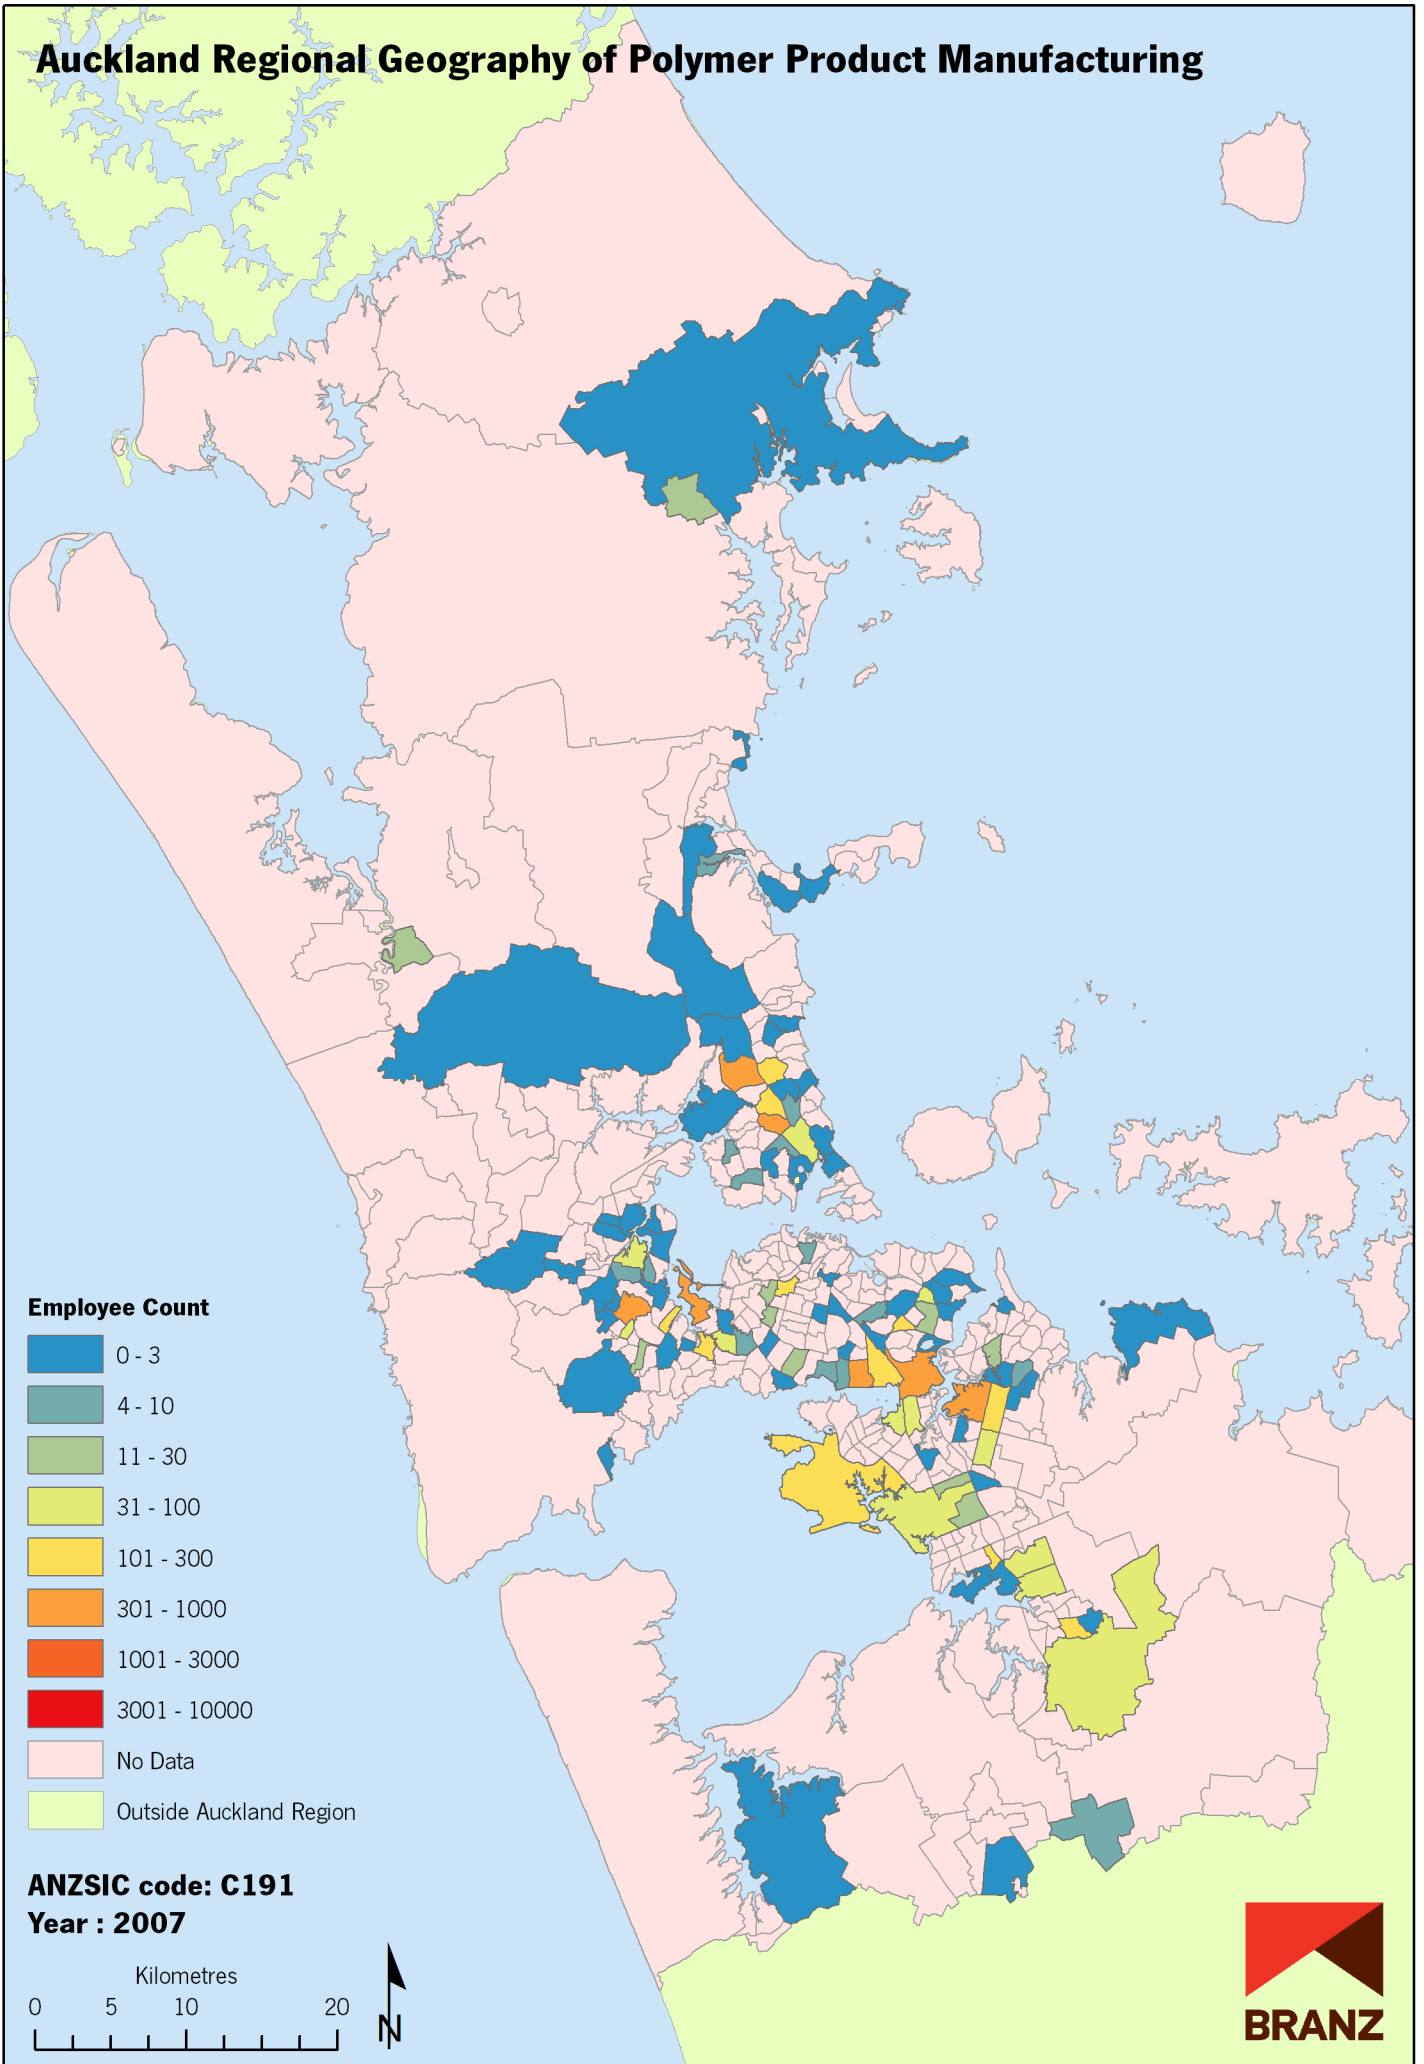 Auckland Regional Geography of Polymer Product Manufacturing
Employee Count
0 - 3
4 - 10
11 - 30
31 - 100
101 - 300
301 - 1000
1001 - 3000
3001 - 10000
No Data
Outside Auckland Region
ANZSIC code: C191
Year : 2007
Kilometres
0 5 10 20
N
BRANZ